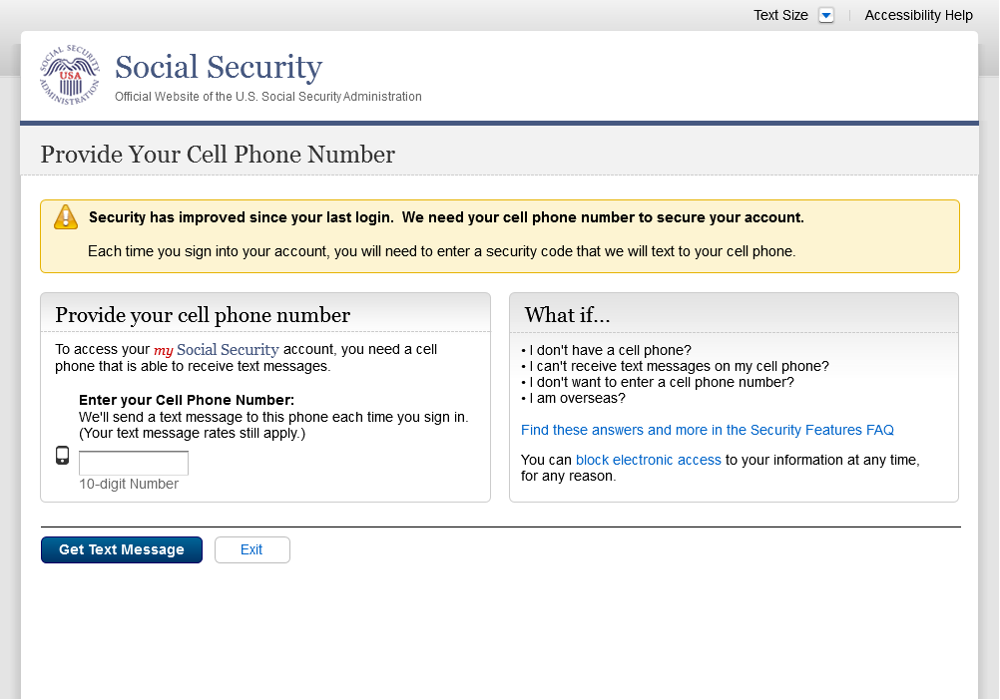 Text Size
Accessibility Help
SOCIAL SECURITY ADMINISTRATION
USA
Social Security
Official Website of the U.S. Social Security Administration
Provide Your Cell Phone Number
Security has improved since your last login. We need your cell phone number to secure your account.
Each time you sign into your account, you will need to enter a security code that we will text to your cell phone.
Provide your cell phone number
To access your my Social Security account, you need a cell
phone that is able to receive text messages.
Enter your Cell Phone Number:
We'll send a text message to this phone each time you sign in.
(Your text message rates still apply.)
10-digit Number
What if...
• I don't have a cell phone?
• I can't receive text messages on my cell phone?
• I don't want to enter a cell phone number?
• I am overseas?
Find these answers and more in the Security Features FAQ
You can block electronic access to your information at any time,
for any reason.
Get Text Message
Exit